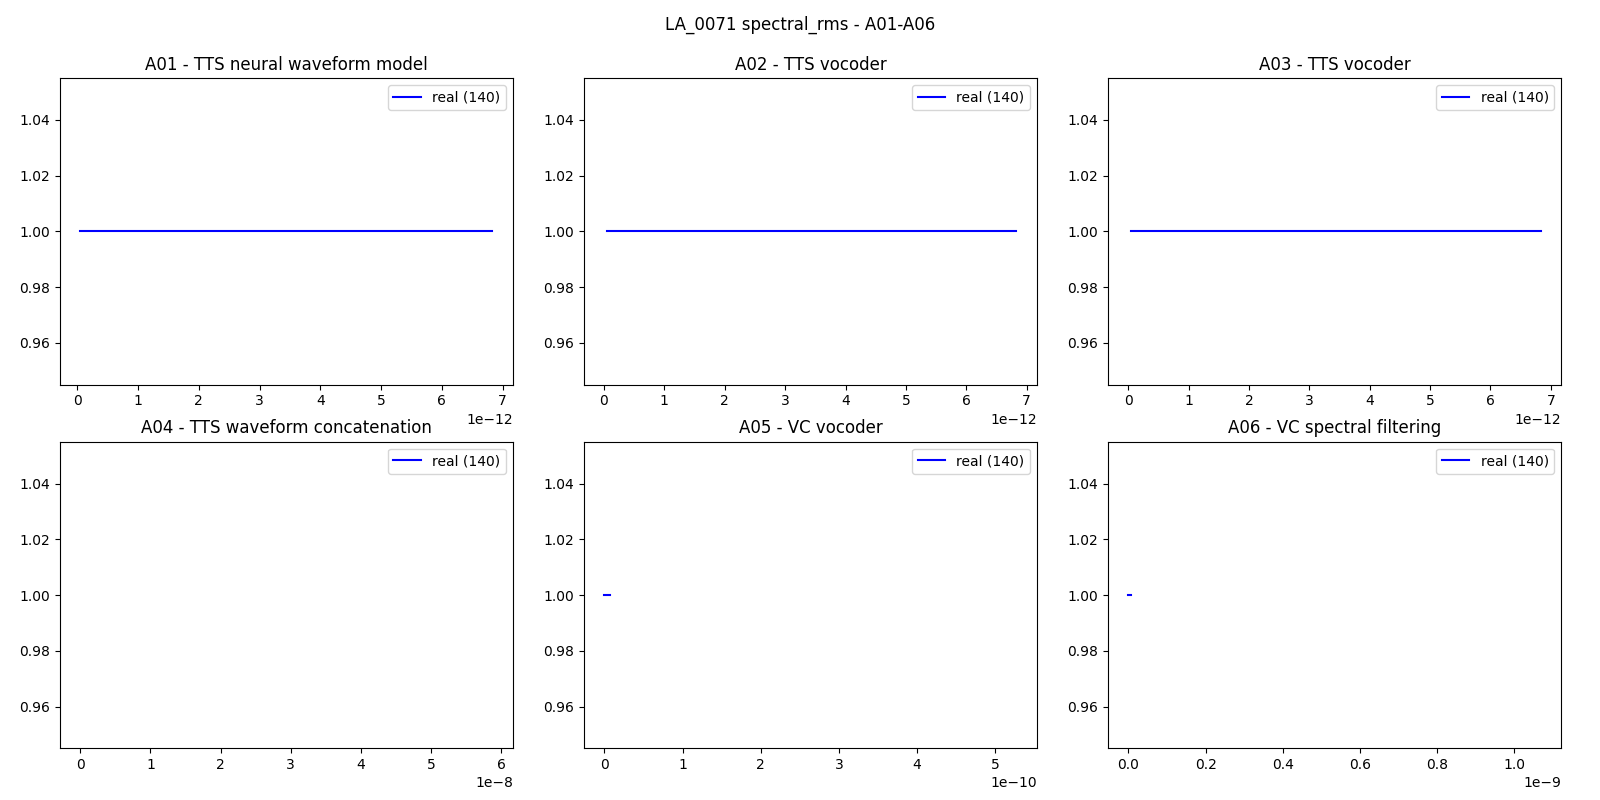 LA_0071 spectral_rms - A01-A06
A01 - TTS neural waveform model
real (140)
1.04
1.02
1.00
0.98
0.96
0 1 2 3 4 5 6 7
1e−12
A02 - TTS vocoder
real (140)
1.04
1.02
1.00
0.98
0.96
0 1 2 3 4 5 6 7
1e−12
A03 - TTS vocoder
real (140)
1.04
1.02
1.00
0.98
0.96
0 1 2 3 4 5 6 7
1e−12
A04 - TTS waveform concatenation
real (140)
1.04
1.02
1.00
0.98
0.96
0 1 2 3 4 5 6
1e−8
A05 - VC vocoder
real (140)
1.04
1.02
1.00
0.98
0.96
0 1 2 3 4 5
1e−10
A06 - VC spectral filtering
real (140)
1.04
1.02
1.00
0.98
0.96
0.0 0.2 0.4 0.6 0.8 1.0
1e−9